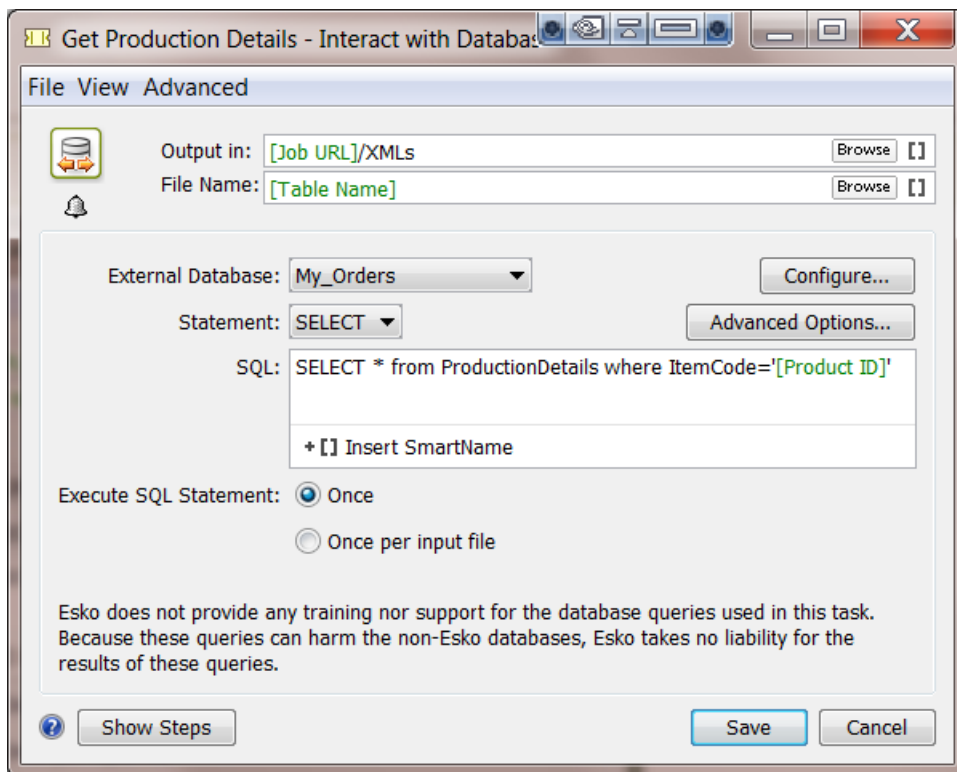 Get Production Details - Interact with Databas
File View Advanced
Output in: [Job URL]/XMLs Browse []
File Name: [Table Name] Browse []
External Database: My_Orders Configure...
Statement: SELECT Advanced Options...
SQL: SELECT * from ProductionDetails where ItemCode='[Product ID]'
+[] Insert SmartName
Execute SQL Statement: Once
Once per input file
Esko does not provide any training nor support for the database queries used in this task.
Because these queries can harm the non-Esko databases, Esko takes no liability for the
results of these queries.
? Show Steps Save Cancel